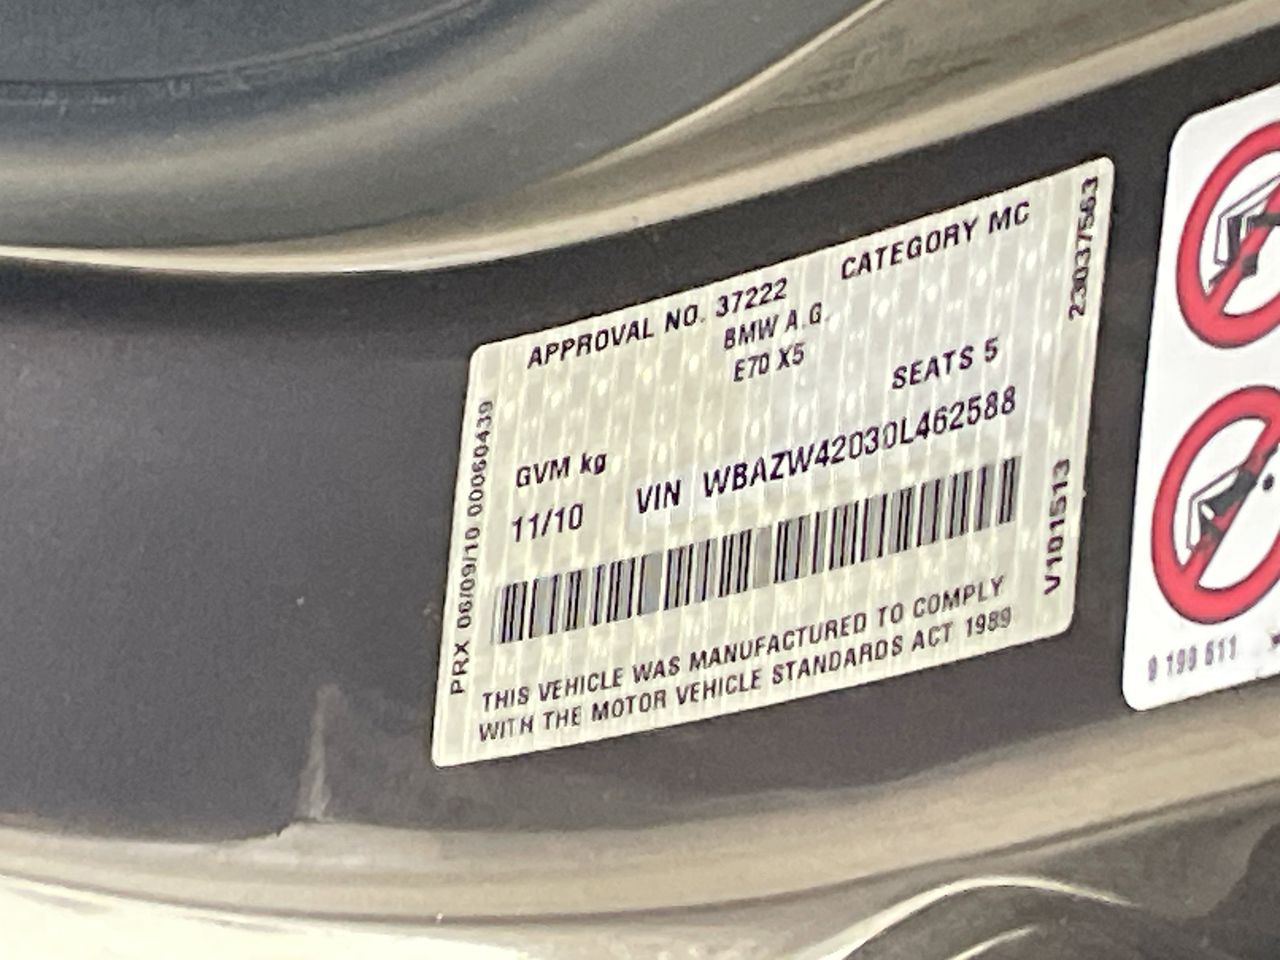 APPROVAL NO. 37222 CATEGORY MC
BMW A.G.
E70 X5
SEATS 5
GVM kg
11/10 VIN WBAZW42030L462588
THIS VEHICLE WAS MANUFACTURED TO COMPLY
WITH THE MOTOR VEHICLE STANDARDS ACT 1989
PRX 06/09/10 00060439
23037563
V101513
9 199 611